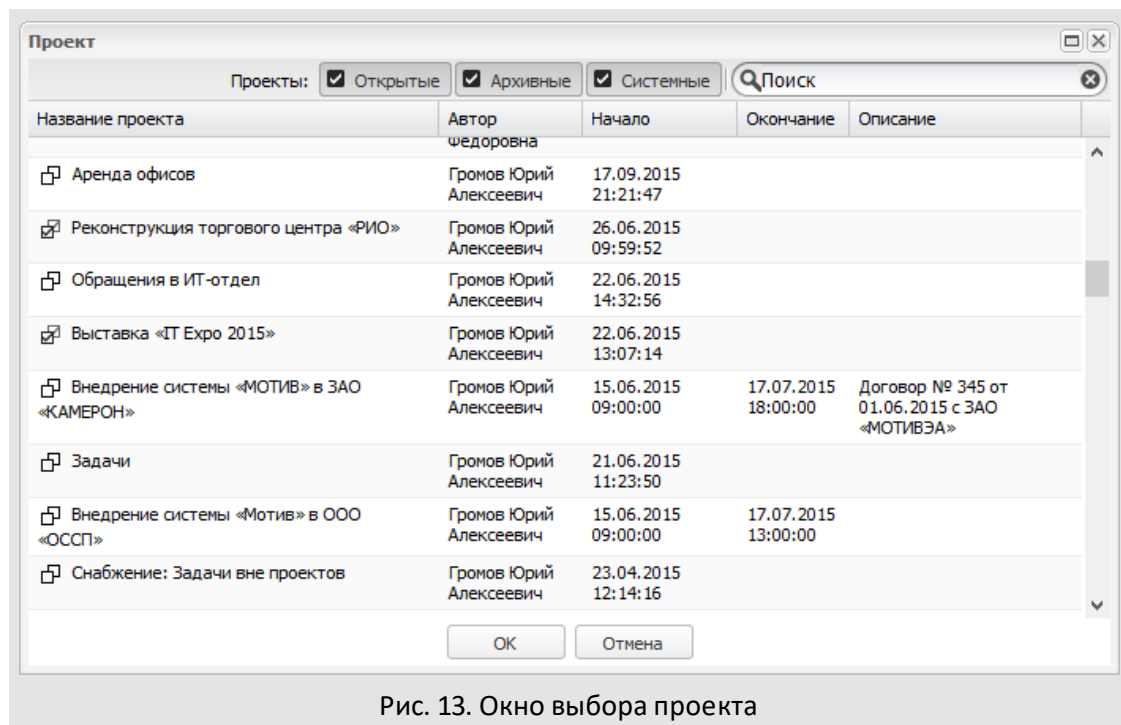 Проект
Проекты: Открытые Архивные Системные Поиск
Название проекта Автор Начало Окончание Описание
Федоровна
Аренда офисов Громов Юрий 17.09.2015
Алексеевич 21:21:47
Реконструкция торгового центра «РИО» Громов Юрий 26.06.2015
Алексеевич 09:59:52
Обращения в ИТ-отдел Громов Юрий 22.06.2015
Алексеевич 14:32:56
Выставка «IT Expo 2015» Громов Юрий 22.06.2015
Алексеевич 13:07:14
Внедрение системы «МОТИВ» в ЗАО Громов Юрий 15.06.2015 17.07.2015 Договор № 345 от
«КАМЕРОН» Алексеевич 09:00:00 18:00:00 01.06.2015 с ЗАО
«МОТИВЭА»
Задачи Громов Юрий 21.06.2015
Алексеевич 11:23:50
Внедрение системы «Мотив» в ООО Громов Юрий 15.06.2015 17.07.2015
«ОССП» Алексеевич 09:00:00 13:00:00
Снабжение: Задачи вне проектов Громов Юрий 23.04.2015
Алексеевич 12:14:16
OK Отмена
Рис. 13. Окно выбора проекта